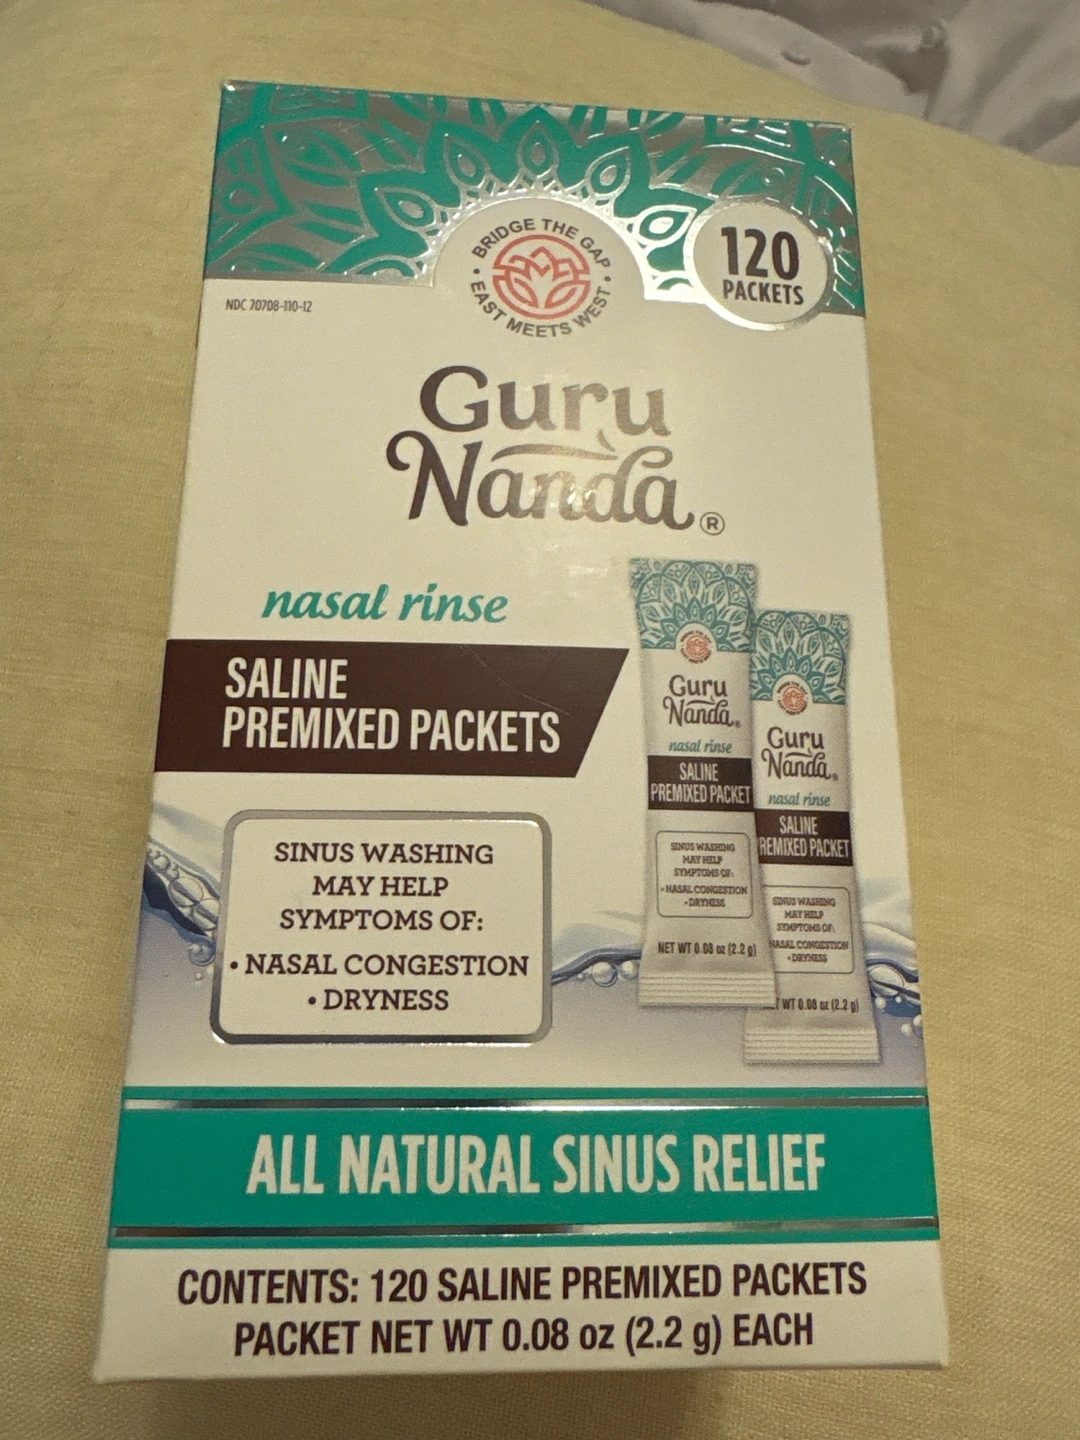 BRIDGE THE GAP
EAST MEETS WEST
120
PACKETS
NDC 70708-110-12
Guru
Nanda®
nasal rinse
SALINE
PREMIXED PACKETS
SINUS WASHING
MAY HELP
SYMPTOMS OF:
• NASAL CONGESTION
• DRYNESS
Guru
Nanda®
nasal rinse
SALINE
PREMIXED PACKET
SINUS WASHING
MAY HELP
SYMPTOMS OF:
• NASAL CONGESTION
• DRYNESS
NET WT 0.08 oz (2.2 g)
Guru
Nanda®
nasal rinse
SALINE
REMIXED PACKET
SINUS WASHING
MAY HELP
SYMPTOMS OF:
NASAL CONGESTION
• DRYNESS
WT 0.08 oz (2.2 g)
ALL NATURAL SINUS RELIEF
CONTENTS: 120 SALINE PREMIXED PACKETS
PACKET NET WT 0.08 oz (2.2 g) EACH